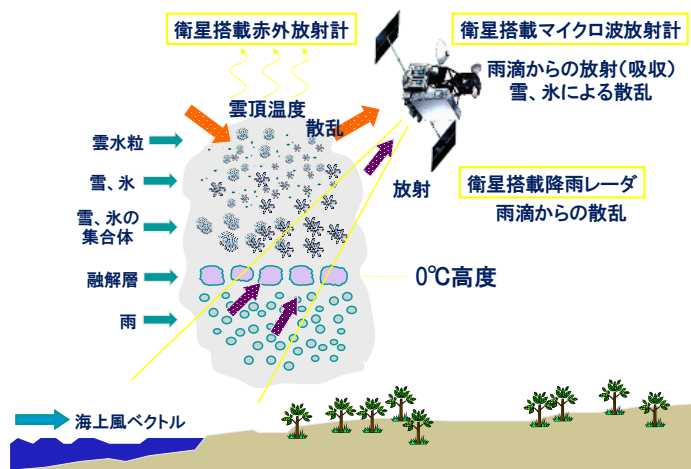 衛星搭載赤外放射計
衛星搭載マイクロ波放射計
雨滴からの放射(吸収)
雪、氷による散乱
雲頂温度
散乱
雲水粒
雪、氷
放射
衛星搭載降雨レーダ
雨滴からの散乱
雪、氷の
集合体
融解層
0℃高度
雨
海上風ベクトル